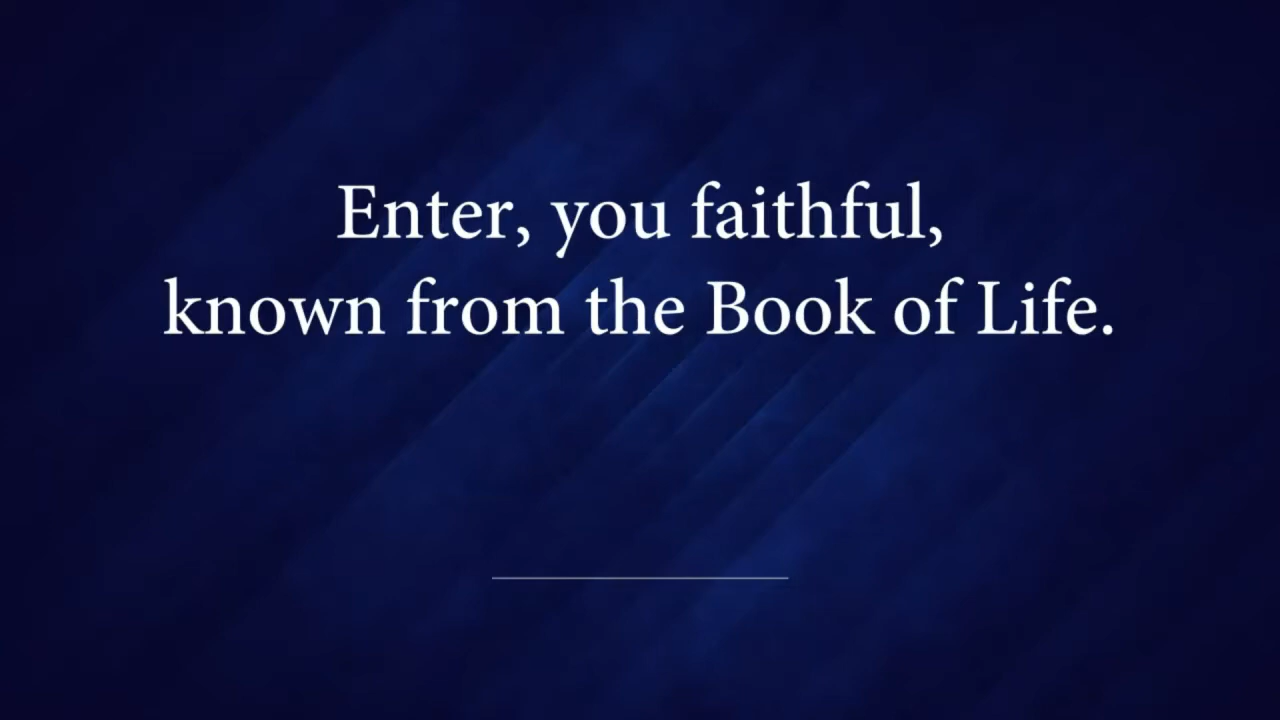 Enter, you faithful,
known from the Book of Life.